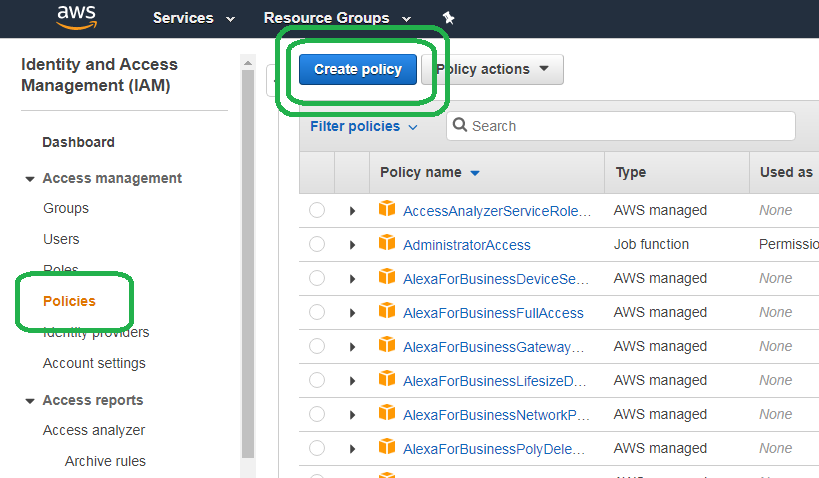 aws Services Resource Groups
Identity and Access
Management (IAM)
Dashboard
Access management
Groups
Users
Roles
Policies
Identity providers
Account settings
Access reports
Access analyzer
Archive rules
Create policy Policy actions
Filter policies Search
Policy name Type Used as
AccessAnalyzerServiceRole... AWS managed None
AdministratorAccess Job function Permissio
AlexaForBusinessDeviceSe... AWS managed None
AlexaForBusinessFullAccess AWS managed None
AlexaForBusinessGateway... AWS managed None
AlexaForBusinessLifesizeD... AWS managed None
AlexaForBusinessNetworkP... AWS managed None
AlexaForBusinessPolyDele... AWS managed None